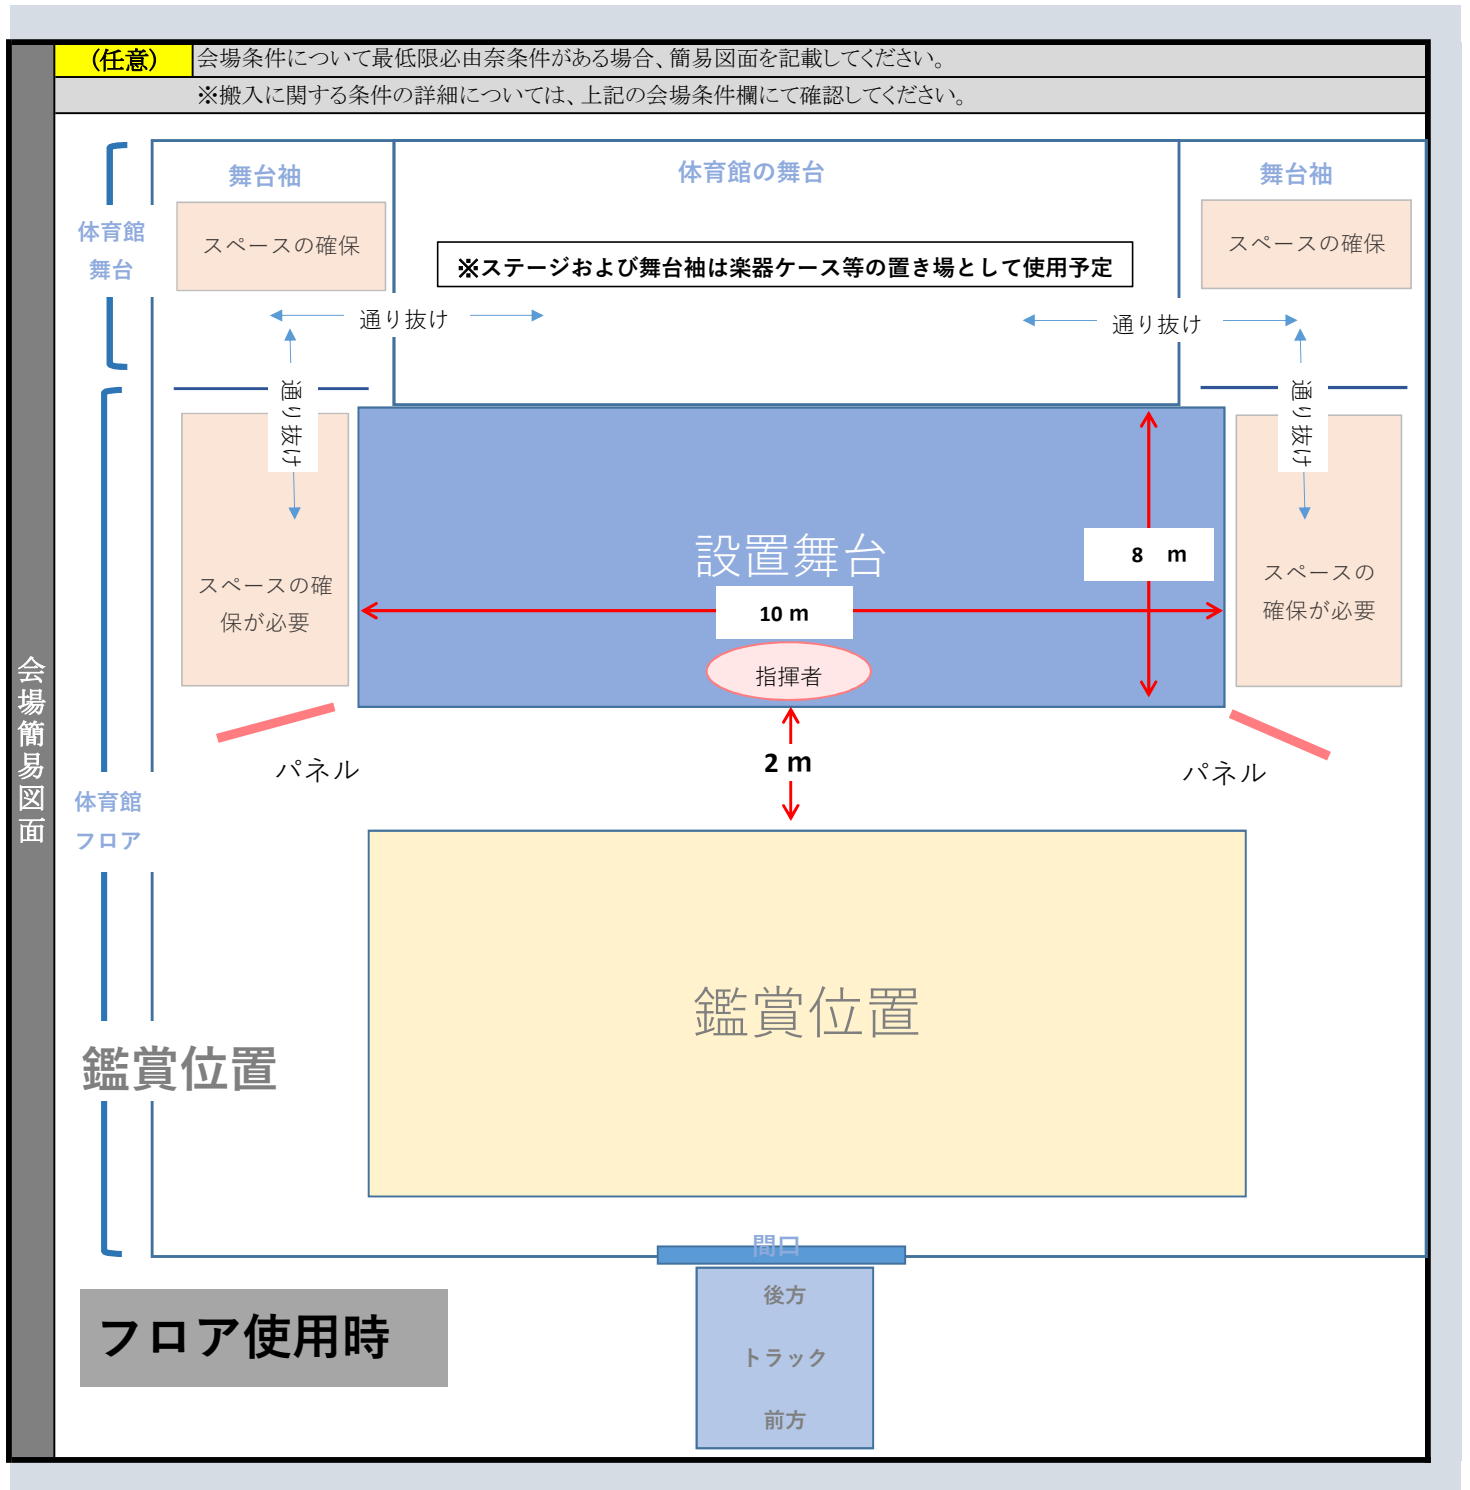 (任意)
会場条件について最低限必由奈条件がある場合、簡易図面を記載してください。
※搬入に関する条件の詳細については、上記の会場条件欄にて確認してください。
会場簡易図面
舞台袖
体育館の舞台
舞台袖
体育館
舞台
スペースの確保
スペースの確保
※ステージおよび舞台袖は楽器ケース等の置き場として使用予定
通り抜け
通り抜け
通り抜け
通り抜け
設置舞台
8 m
スペースの確
保が必要
スペースの
確保が必要
10 m
指揮者
パネル
2 m
パネル
体育館
フロア
鑑賞位置
鑑賞位置
間口
後方
トラック
前方
フロア使用時